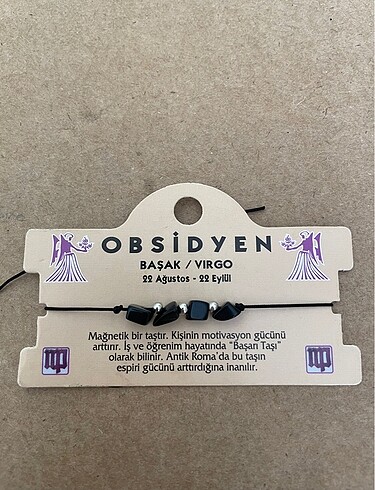 OBSİDYEN
BAŞAK / VIRGO
22 Ağustos - 22 Eylül
Mağnetik bir taştır. Kişinin motivasyon gücünü
arttırır. İş ve öğrenim hayatında "Başarı Taşı"
olarak bilinir. Antik Roma'da bu taşın
espiri gücünü arttırdığına inanılır.